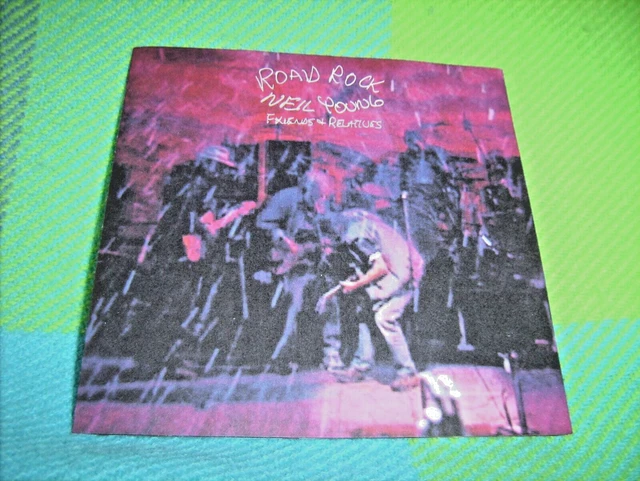 ROAD ROCK
NEIL YOUNG
FRIENDS + RELATIVES